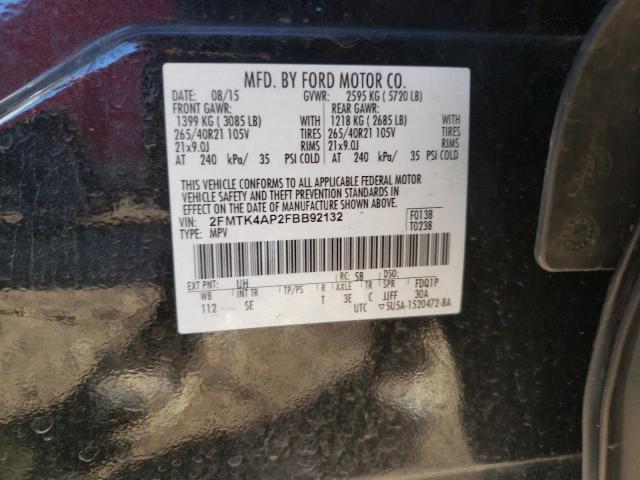 MFD. BY FORD MOTOR CO.
DATE: 08/15 GVWR: 2595 KG ( 5720 LB)
FRONT GAWR: REAR GAWR:
1399 KG ( 3085 LB) WITH 1218 KG ( 2685 LB) WITH
265/40R21 105V TIRES 265/40R21 105V TIRES
21x9.0J RIMS 21x9.0J RIMS
AT 240 kPa/ 35 PSI COLD AT 240 kPa/ 35 PSI COLD
THIS VEHICLE CONFORMS TO ALL APPLICABLE FEDERAL MOTOR
VEHICLE SAFETY AND THEFT PREVENTION STANDARDS IN
EFFECT ON THE DATE OF MANUFACTURE SHOWN ABOVE.
VIN: 2FMTK4AP2FBB92132 F0138
TYPE: MPV T0238
EXT PNT: UH RC: 58 DSO:
WB INT TR TP/PS R AXLE TR SPR FDQ1P
112 SE T 3E C JJFF 30A
UTC 5U5A-1520472-BA